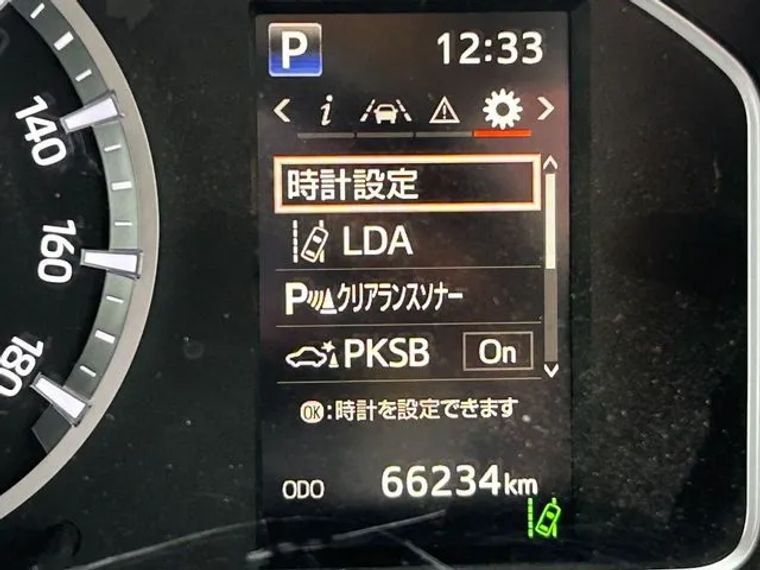 P 12:33
140
160
180
< i >
時計設定
LDA
Pクリアランスソナー
PKSB On
OK:時計を設定できます
ODO 66234km